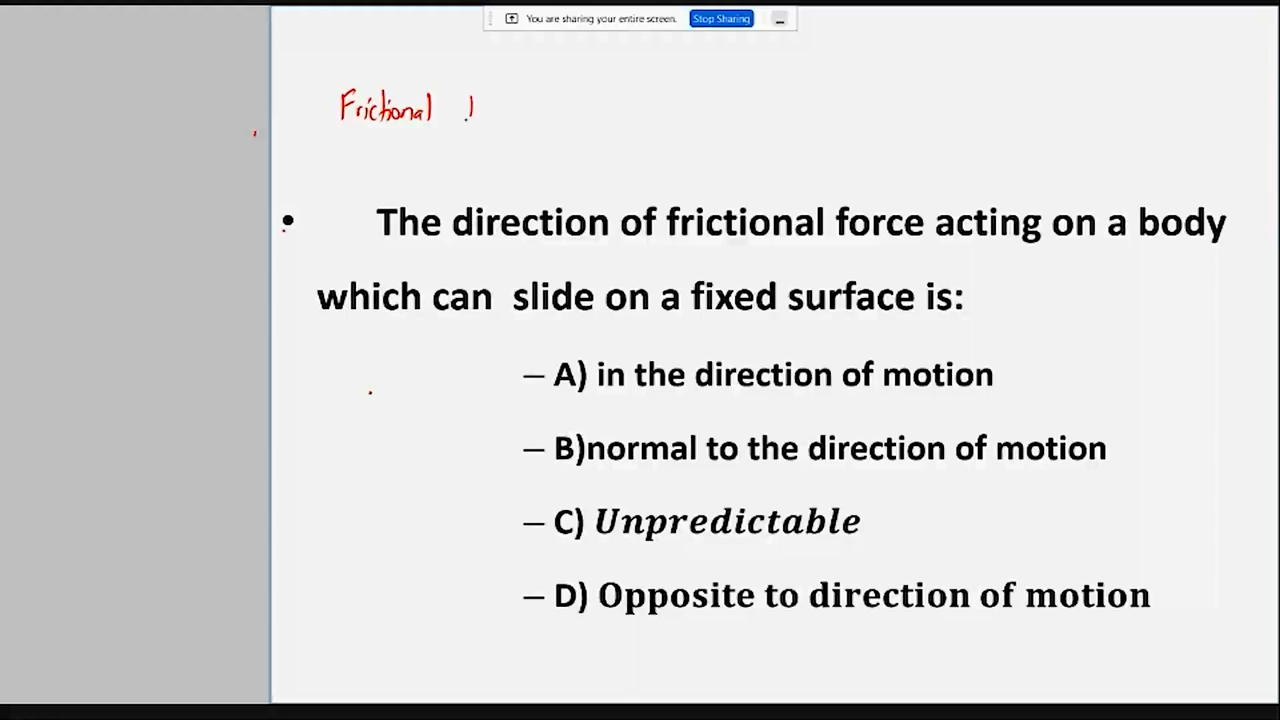 You are sharing your entire screen. Stop Sharing
Frictional
• The direction of frictional force acting on a body
which can slide on a fixed surface is:
– A) in the direction of motion
– B)normal to the direction of motion
– C) Unpredictable
– D) Opposite to direction of motion